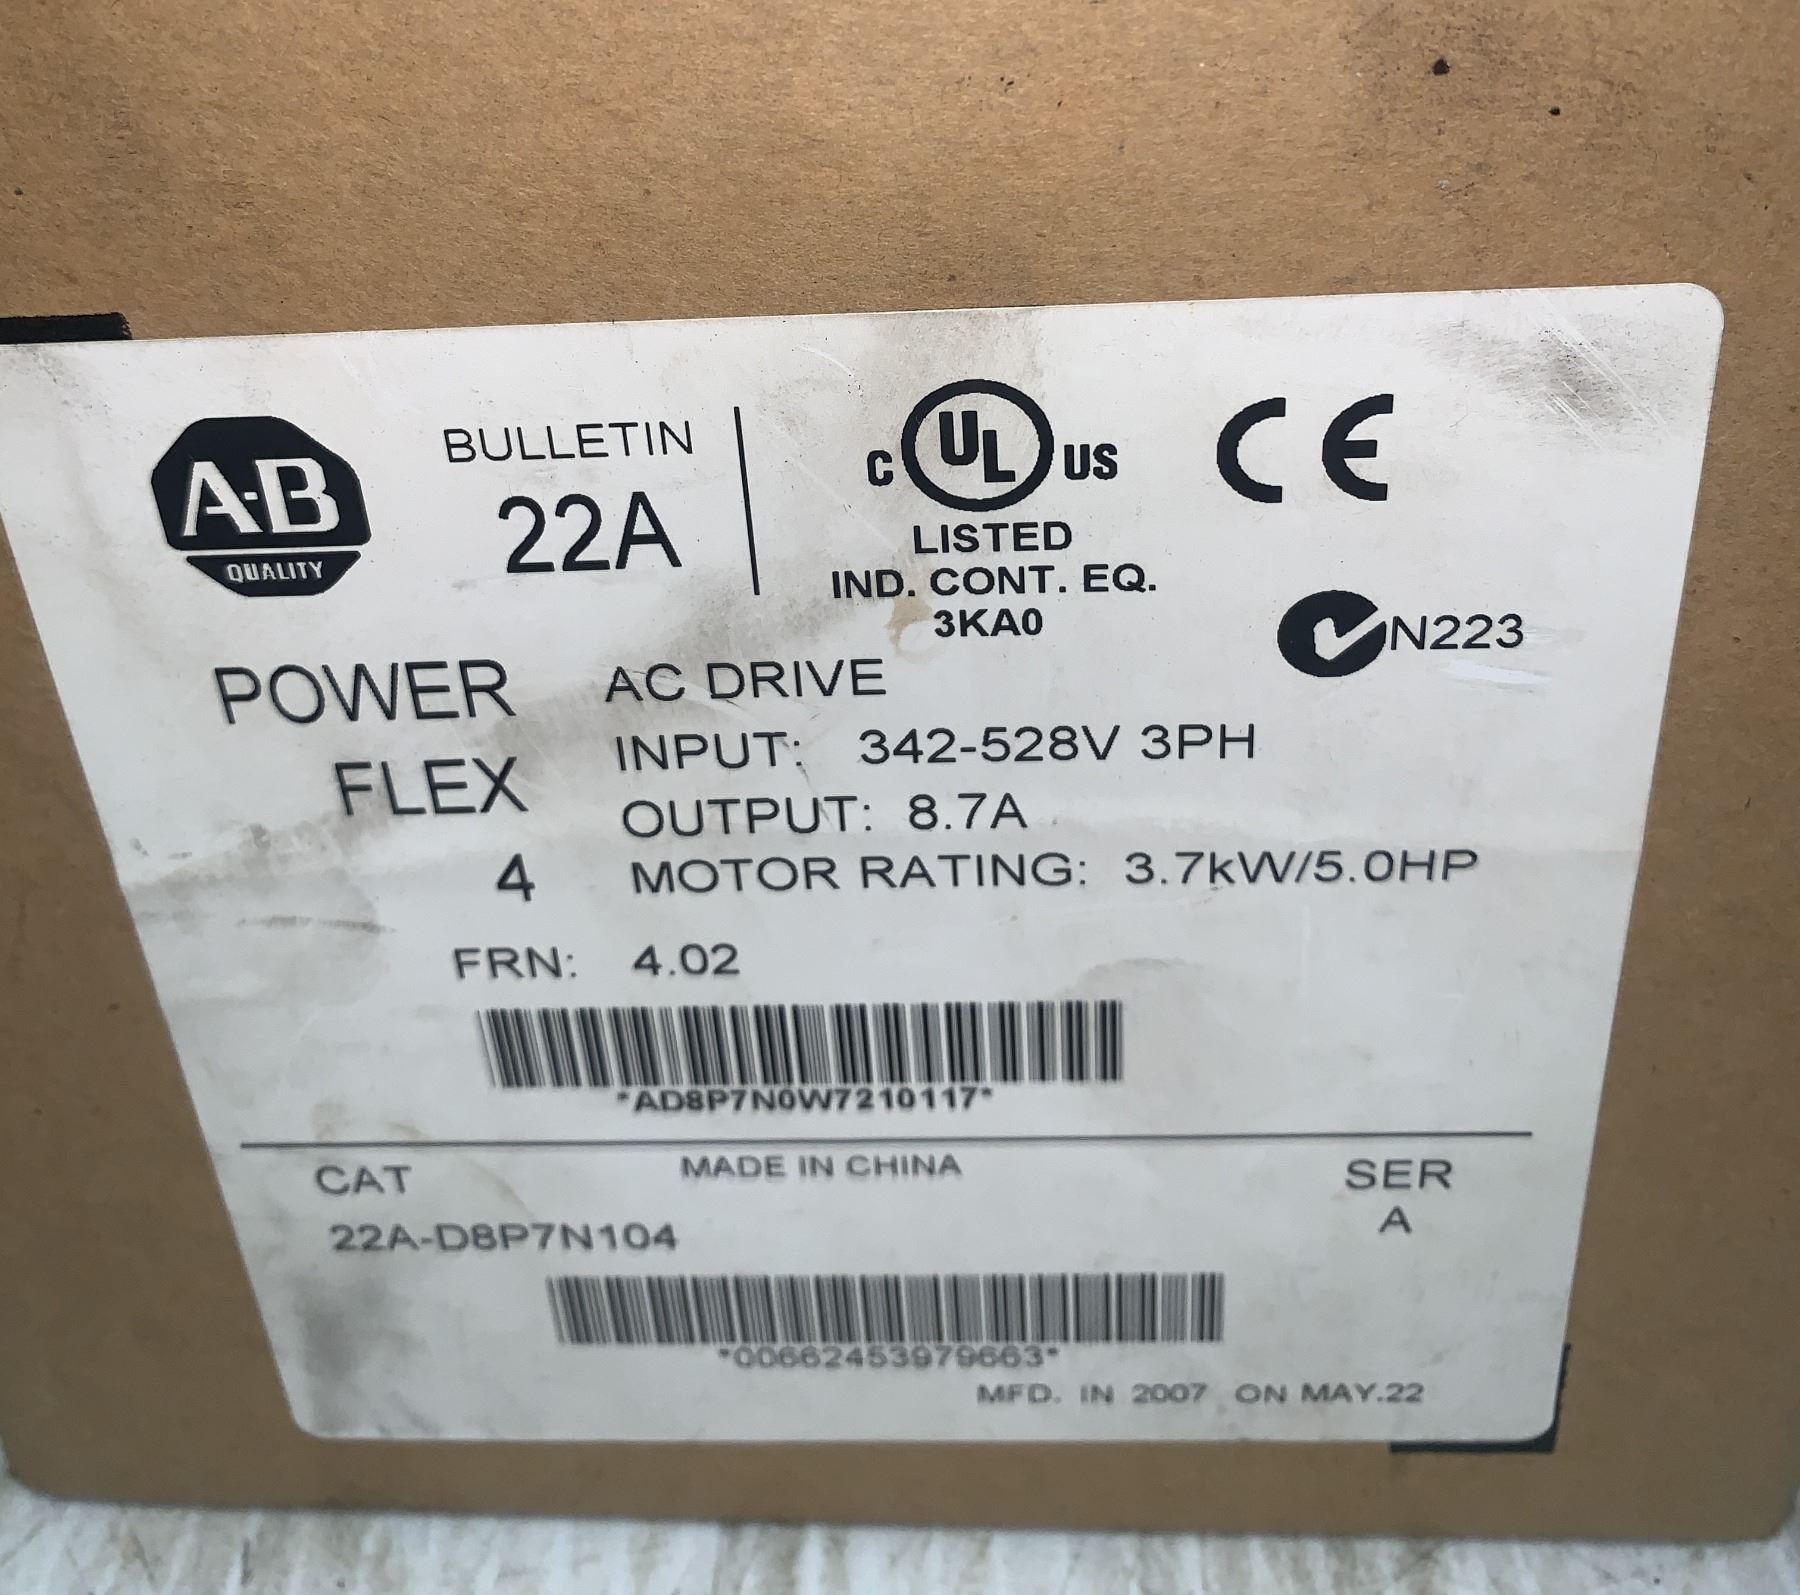 A-B
QUALITY
BULLETIN
22A
C UL US
LISTED
IND. CONT. EQ.
3KA0
CE
N223
POWER
FLEX
4
AC DRIVE
INPUT: 342-528V 3PH
OUTPUT: 8.7A
MOTOR RATING: 3.7kW/5.0HP
FRN: 4.02
*AD8P7N0W7210117*
MADE IN CHINA
CAT
22A-D8P7N104
SER
A
*00662453979663*
MFD. IN 2007 ON MAY.22